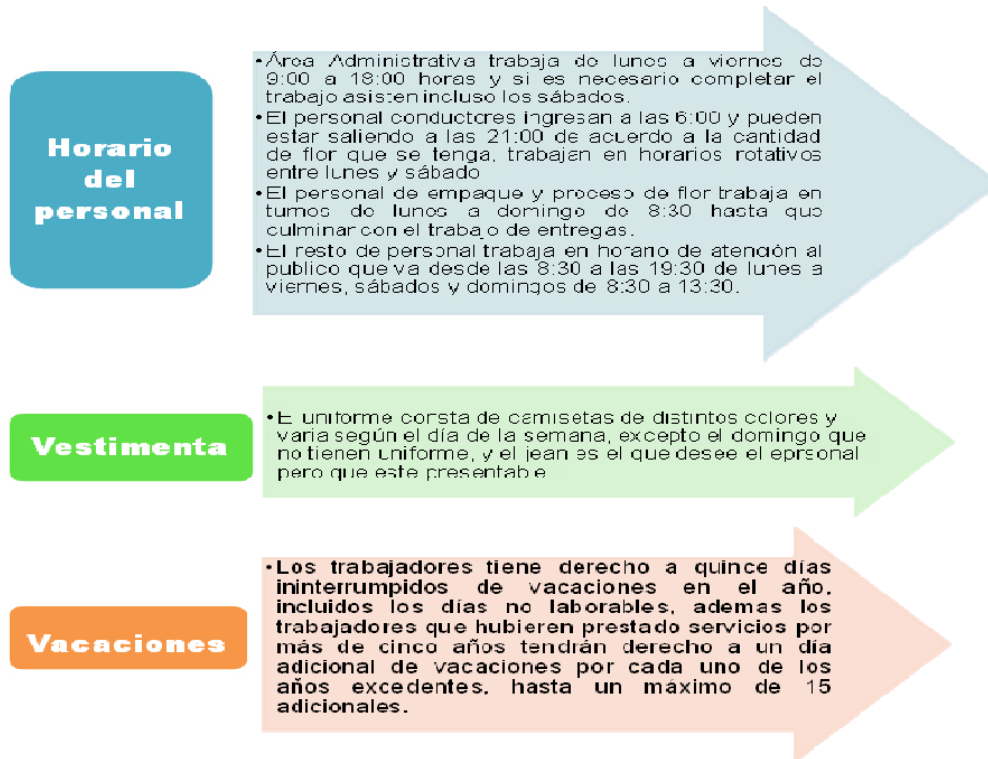 Horario
del
personal
•Área Administrativa trabaja de lunes a viernes de
9:00 a 18:00 horas y si es necesario completar el
trabajo asisten incluso los sábados.
•El personal conductores ingresan a las 6:00 y pueden
estar saliendo a las 21:00 de acuerdo a la cantidad
de flor que se tenga, trabajan en horarios rotativos
entre lunes y sábado
•El personal de empaque y proceso de flor trabaja en
turnos de lunes a domingo de 8:30 hasta que
culminar con el trabajo de entregas.
•El resto de personal trabaja en horario de atención al
publico que va desde las 8:30 a las 19:30 de lunes a
viernes, sábados y domingos de 8:30 a 13:30.
Vestimenta
•El uniforme consta de camisetas de distintos colores y
varia según el día de la semana, excepto el domingo que
no tienen uniforme, y el jean es el que desee el eprsonal
pero que este presentable
Vacaciones
•Los trabajadores tiene derecho a quince días
ininterrumpidos de vacaciones en el año,
incluidos los días no laborables, ademas los
trabajadores que hubieren prestado servicios por
más de cinco años tendrán derecho a un día
adicional de vacaciones por cada uno de los
años excedentes, hasta un máximo de 15
adicionales.